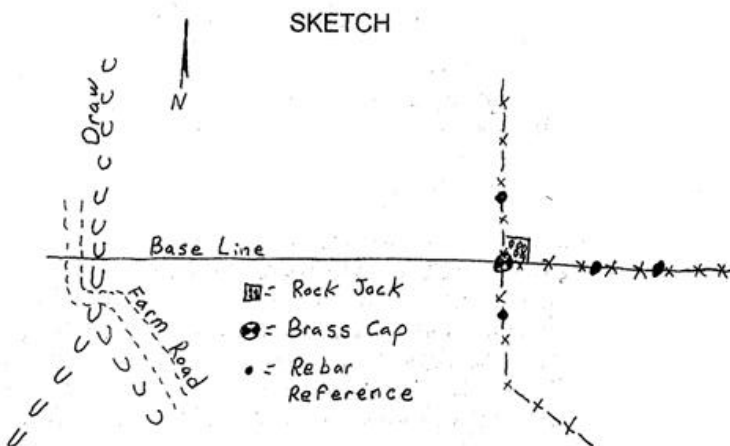 SKETCH
Draw
N
Base Line
= Rock Jack
= Brass Cap
Farm Road
= Rebar
Reference